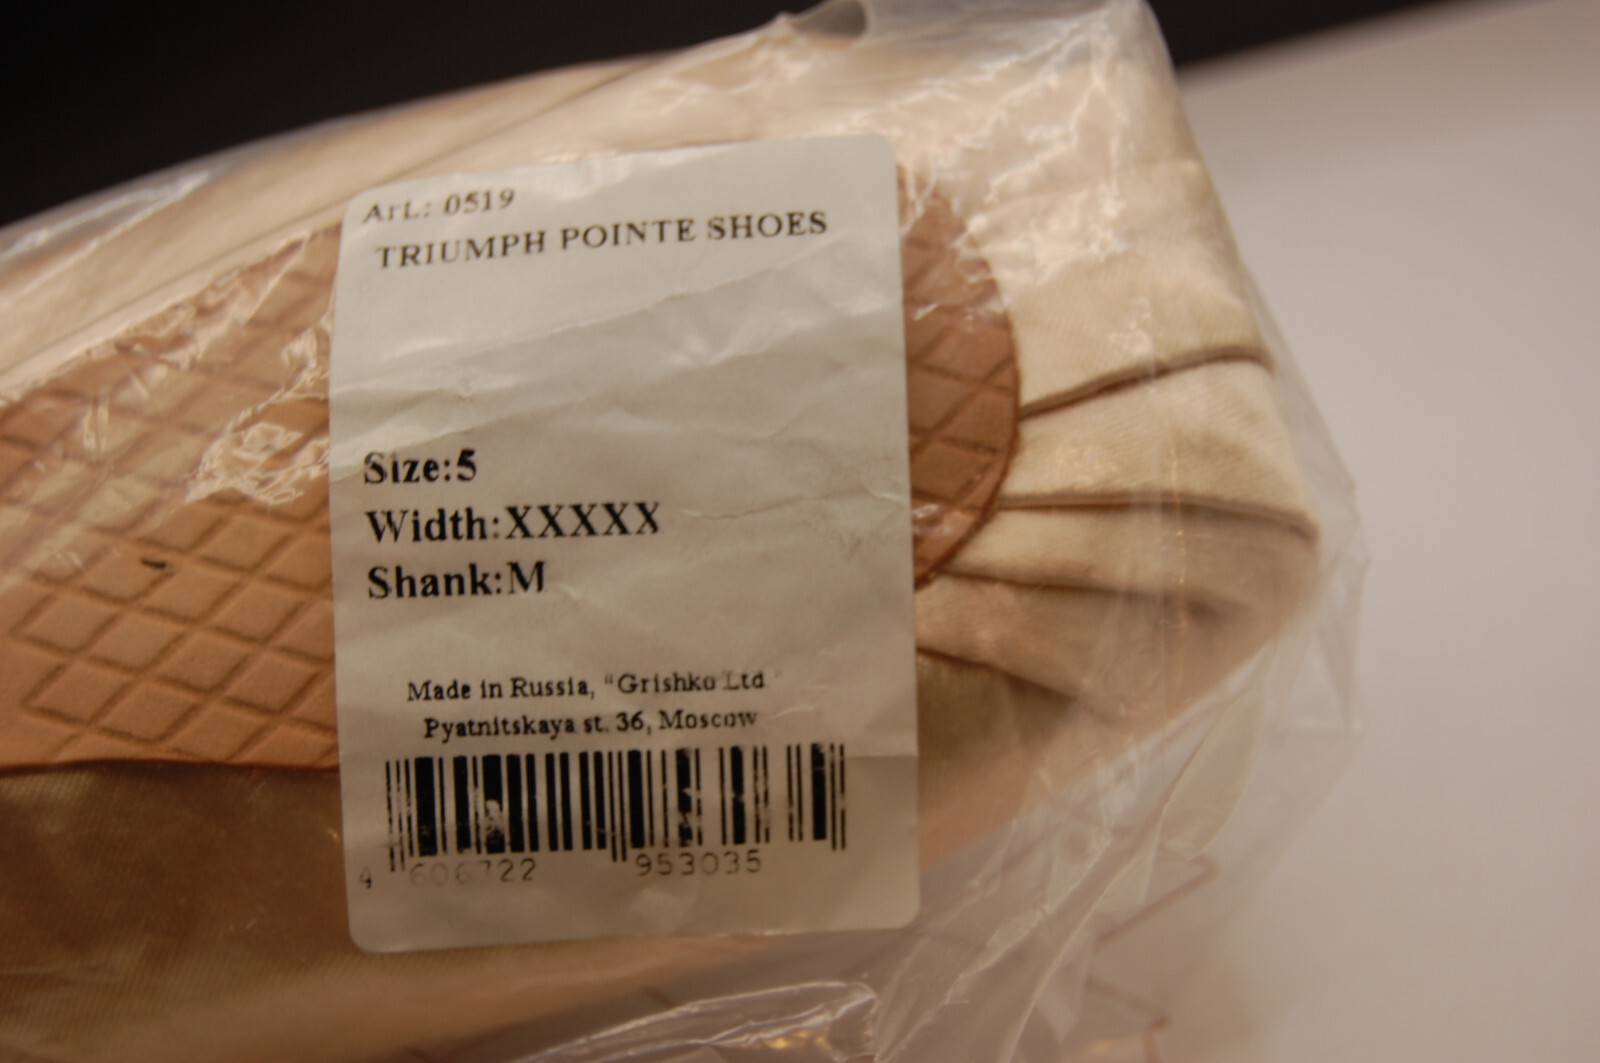 Art.: 0519
TRIUMPH POINTE SHOES
Size:5
Width:XXXXX
Shank:M
Made in Russia, "Grishko Ltd"
Pyatnitskaya st. 36, Moscow
4 606722 953035